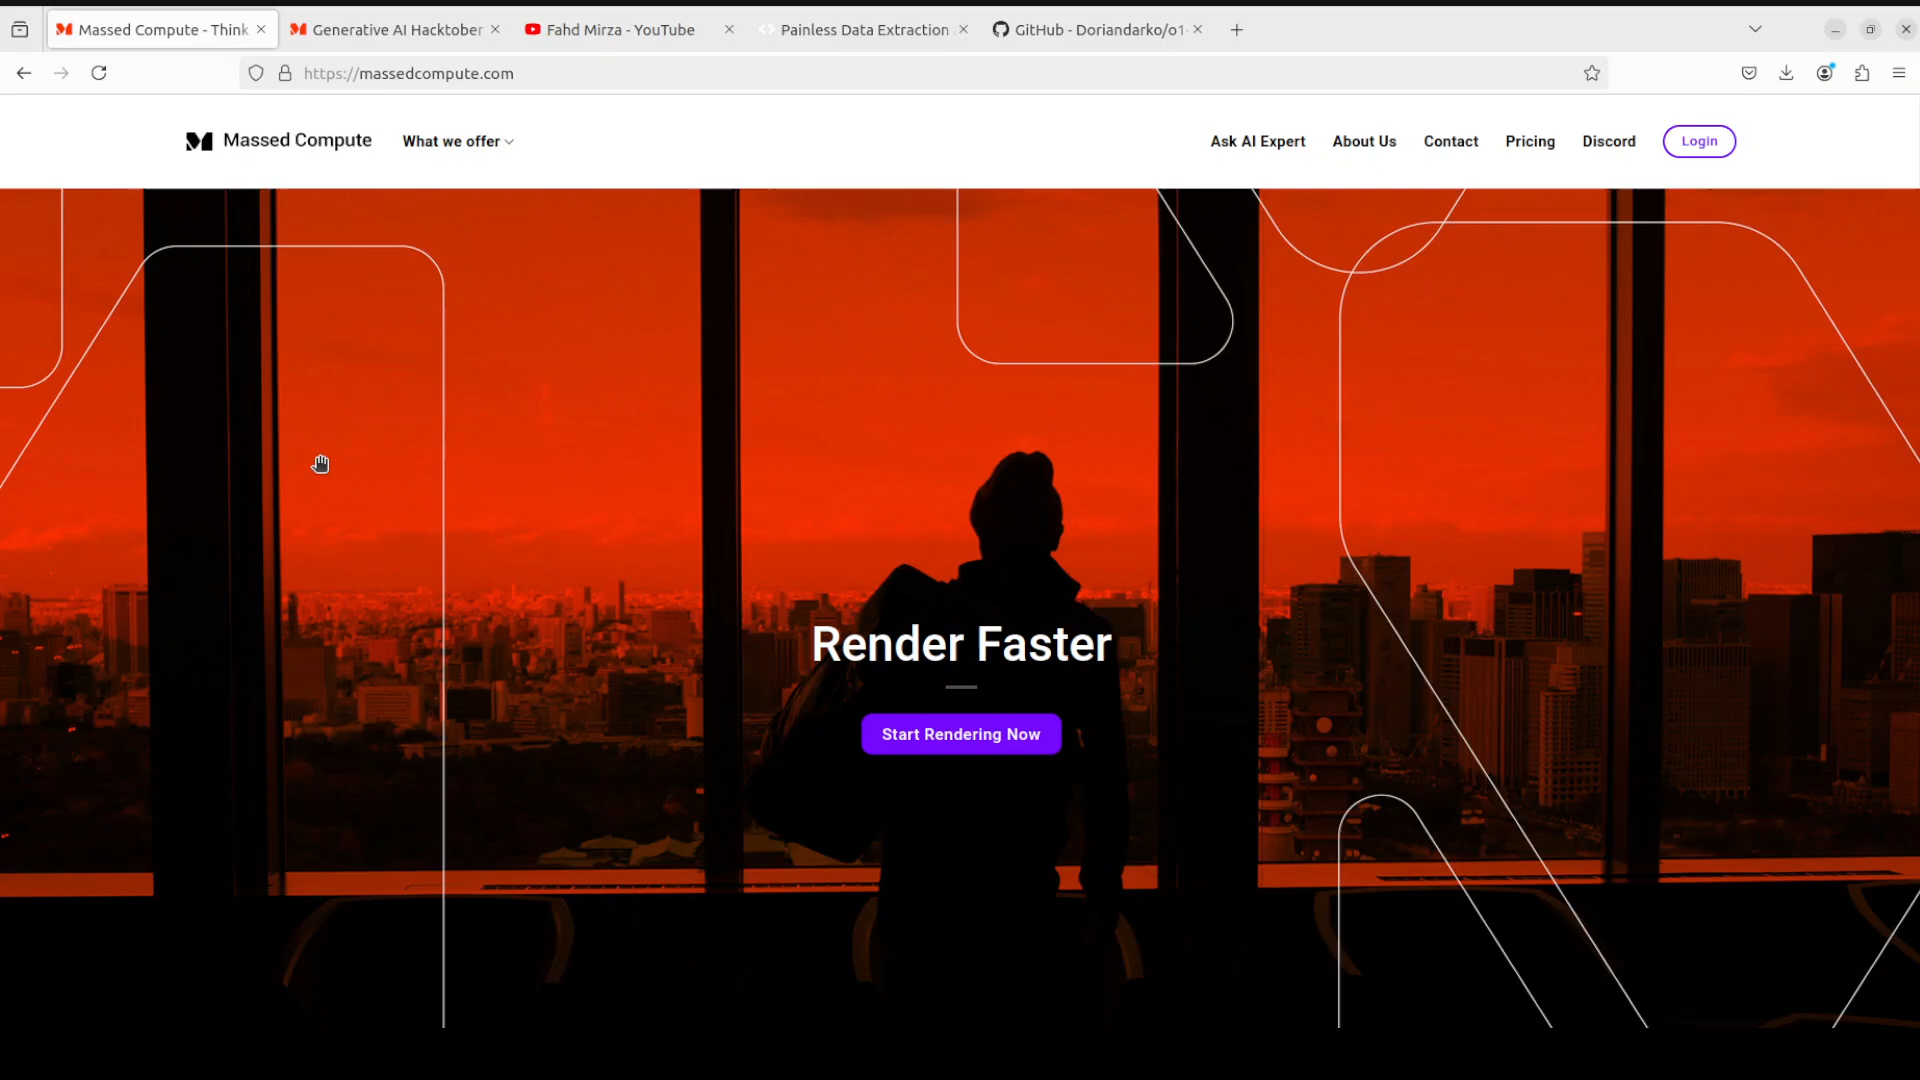 Massed Compute - Think
Generative AI Hacktober
Fahd Mirza - YouTube
Painless Data Extraction
GitHub - Doriandarko/o1-
https://massedcompute.com
Massed Compute
What we offer
Ask AI Expert
About Us
Contact
Pricing
Discord
Login
Render Faster
Start Rendering Now